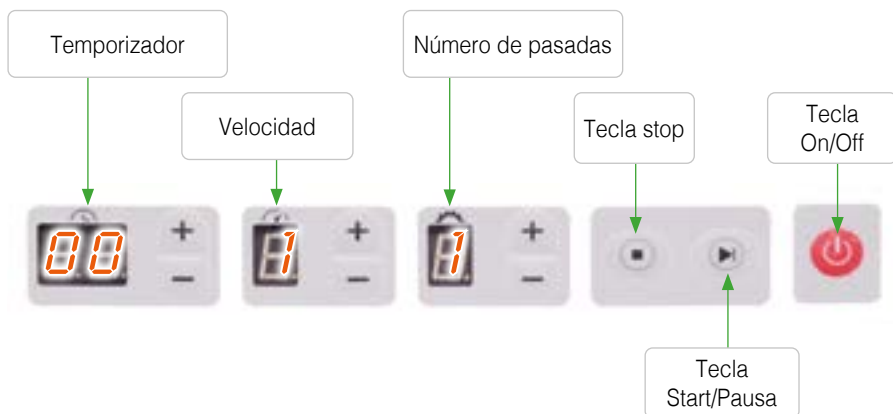 Temporizador
Número de pasadas
Velocidad
Tecla stop
Tecla
On/Off
00
1
1
Tecla
Start/Pausa